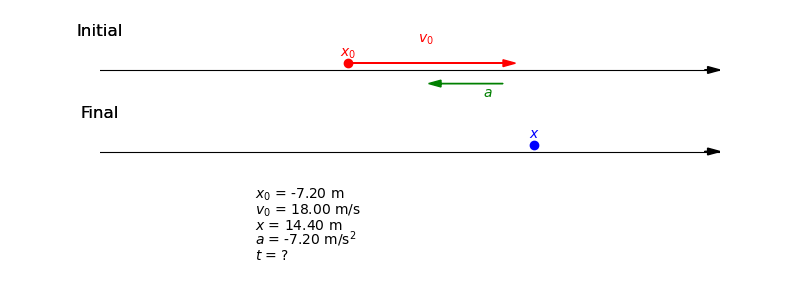 Initial
v₀
x₀
a
Final
x
x₀ = -7.20 m
v₀ = 18.00 m/s
x = 14.40 m
a = -7.20 m/s²
t = ?